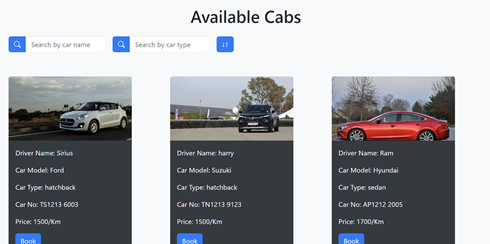 Available Cabs
Search by car name
Search by car type
Driver Name: Sirius
Car Model: Ford
Car Type: hatchback
Car No: TS1213 6003
Price: 1500/Km
Book
Driver Name: harry
Car Model: Suzuki
Car Type: hatchback
Car No: TN1213 9123
Price: 1500/Km
Book
Driver Name: Ram
Car Model: Hyundai
Car Type: sedan
Car No: AP1212 2005
Price: 1700/Km
Book